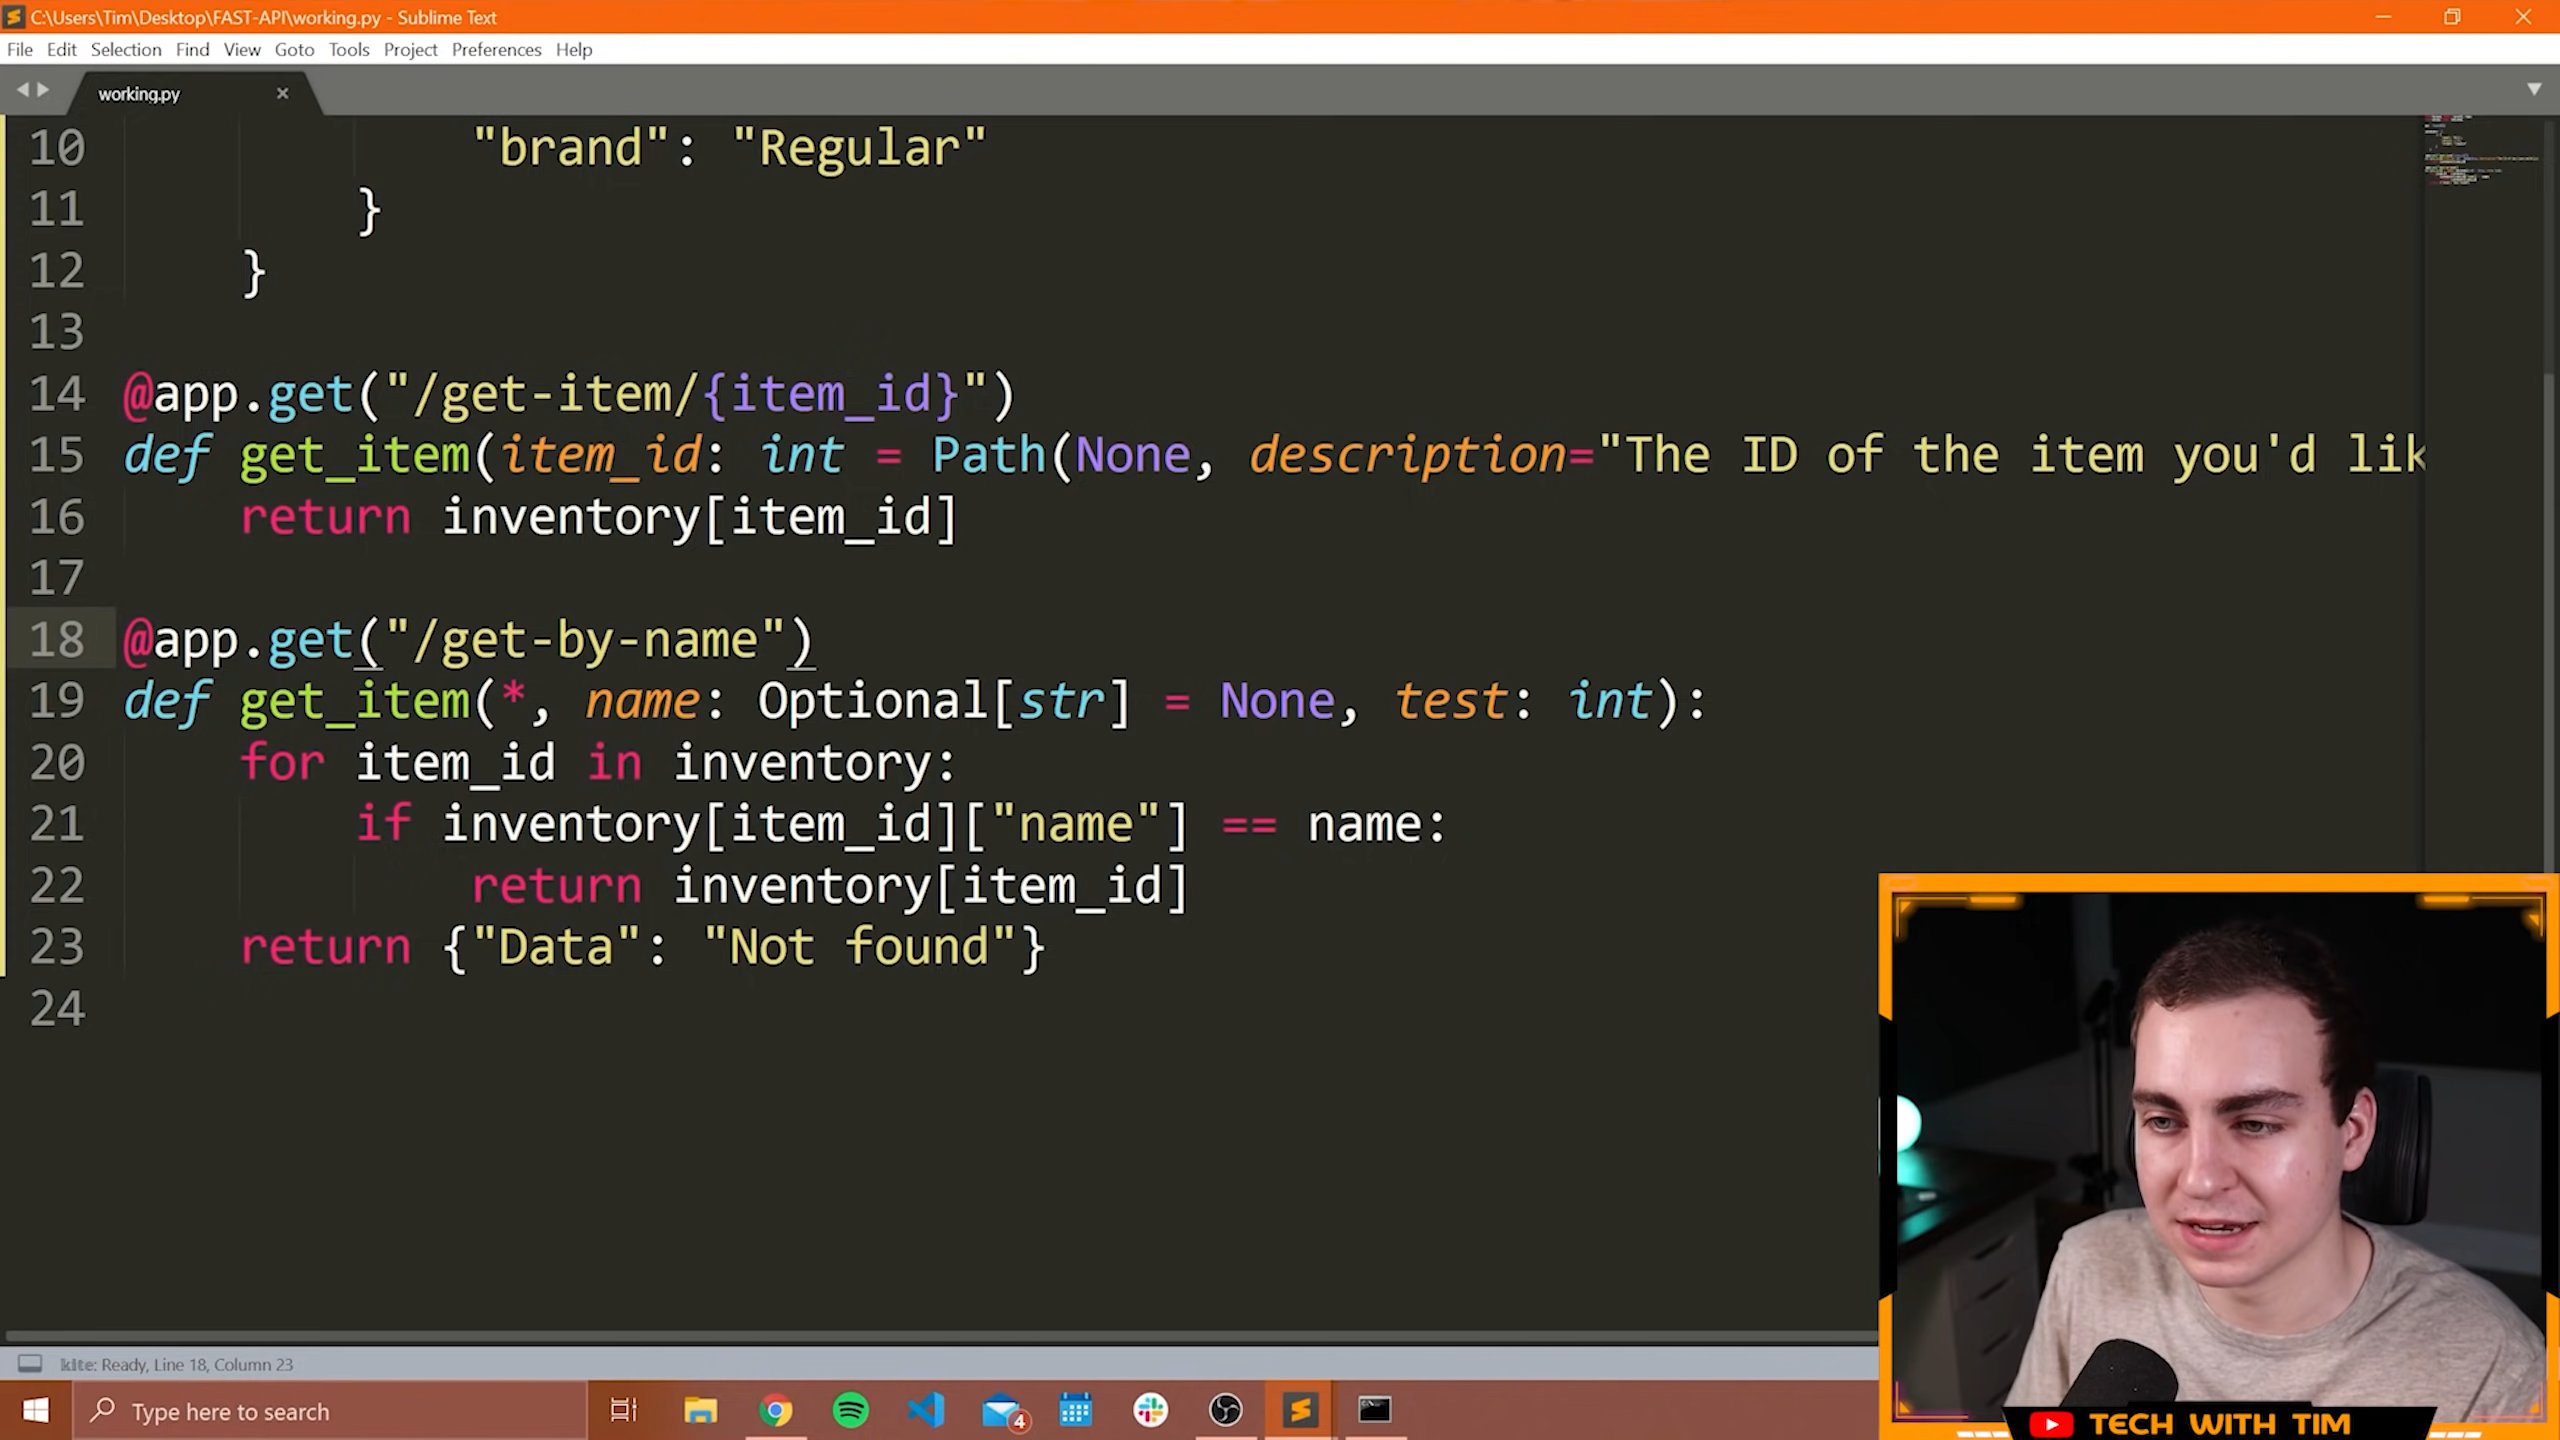 C:\Users\Tim\Desktop\FAST-API\working.py - Sublime Text
File Edit Selection Find View Goto Tools Project Preferences Help
working.py
10 "brand": "Regular"
11 }
12 }
13
14 @app.get("/get-item/{item_id}")
15 def get_item(item_id: int = Path(None, description="The ID of the item you'd lik
16 return inventory[item_id]
17
18 @app.get("/get-by-name")
19 def get_item(*, name: Optional[str] = None, test: int):
20 for item_id in inventory:
21 if inventory[item_id]["name"] == name:
22 return inventory[item_id]
23 return {"Data": "Not found"}
24
kite: Ready, Line 18, Column 23
Type here to search
4
TECH WITH TIM